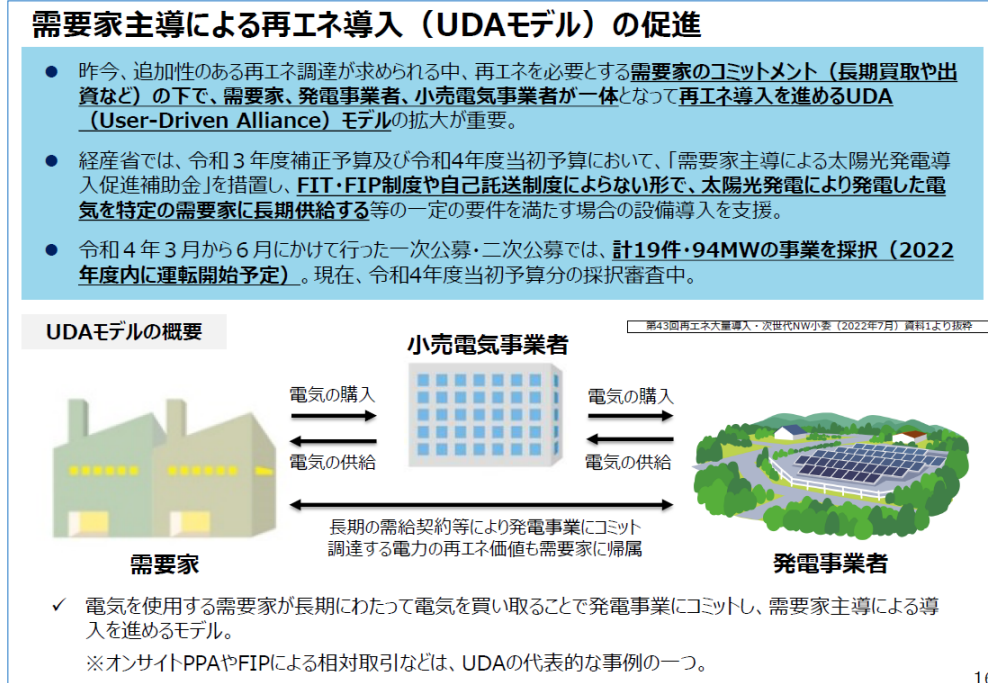 需要家主導による再エネ導入（UDAモデル）の促進
● 昨今、追加性のある再エネ調達が求められる中、再エネを必要とする需要家のコミットメント（長期買取や出
資など）の下で、需要家、発電事業者、小売電気事業者が一体となって再エネ導入を進めるUDA
（User-Driven Alliance）モデルの拡大が重要。
● 経産省では、令和３年度補正予算及び令和4年度当初予算において、「需要家主導による太陽光発電導
入促進補助金」を措置し、FIT・FIP制度や自己託送制度によらない形で、太陽光発電により発電した電
気を特定の需要家に長期供給する等の一定の要件を満たす場合の設備導入を支援。
● 令和４年３月から６月にかけて行った一次公募・二次公募では、計19件・94MWの事業を採択（2022
年度内に運転開始予定）。現在、令和4年度当初予算分の採択審査中。
UDAモデルの概要
第43回再エネ大量導入・次世代NW小委（2022年7月）資料1より抜粋
小売電気事業者
電気の購入
電気の購入
電気の供給
電気の供給
長期の需給契約等により発電事業にコミット
調達する電力の再エネ価値も需要家に帰属
需要家
発電事業者
✓ 電気を使用する需要家が長期にわたって電気を買い取ることで発電事業にコミットし、需要家主導による導
入を進めるモデル。
※オンサイトPPAやFIPによる相対取引などは、UDAの代表的な事例の一つ。
16